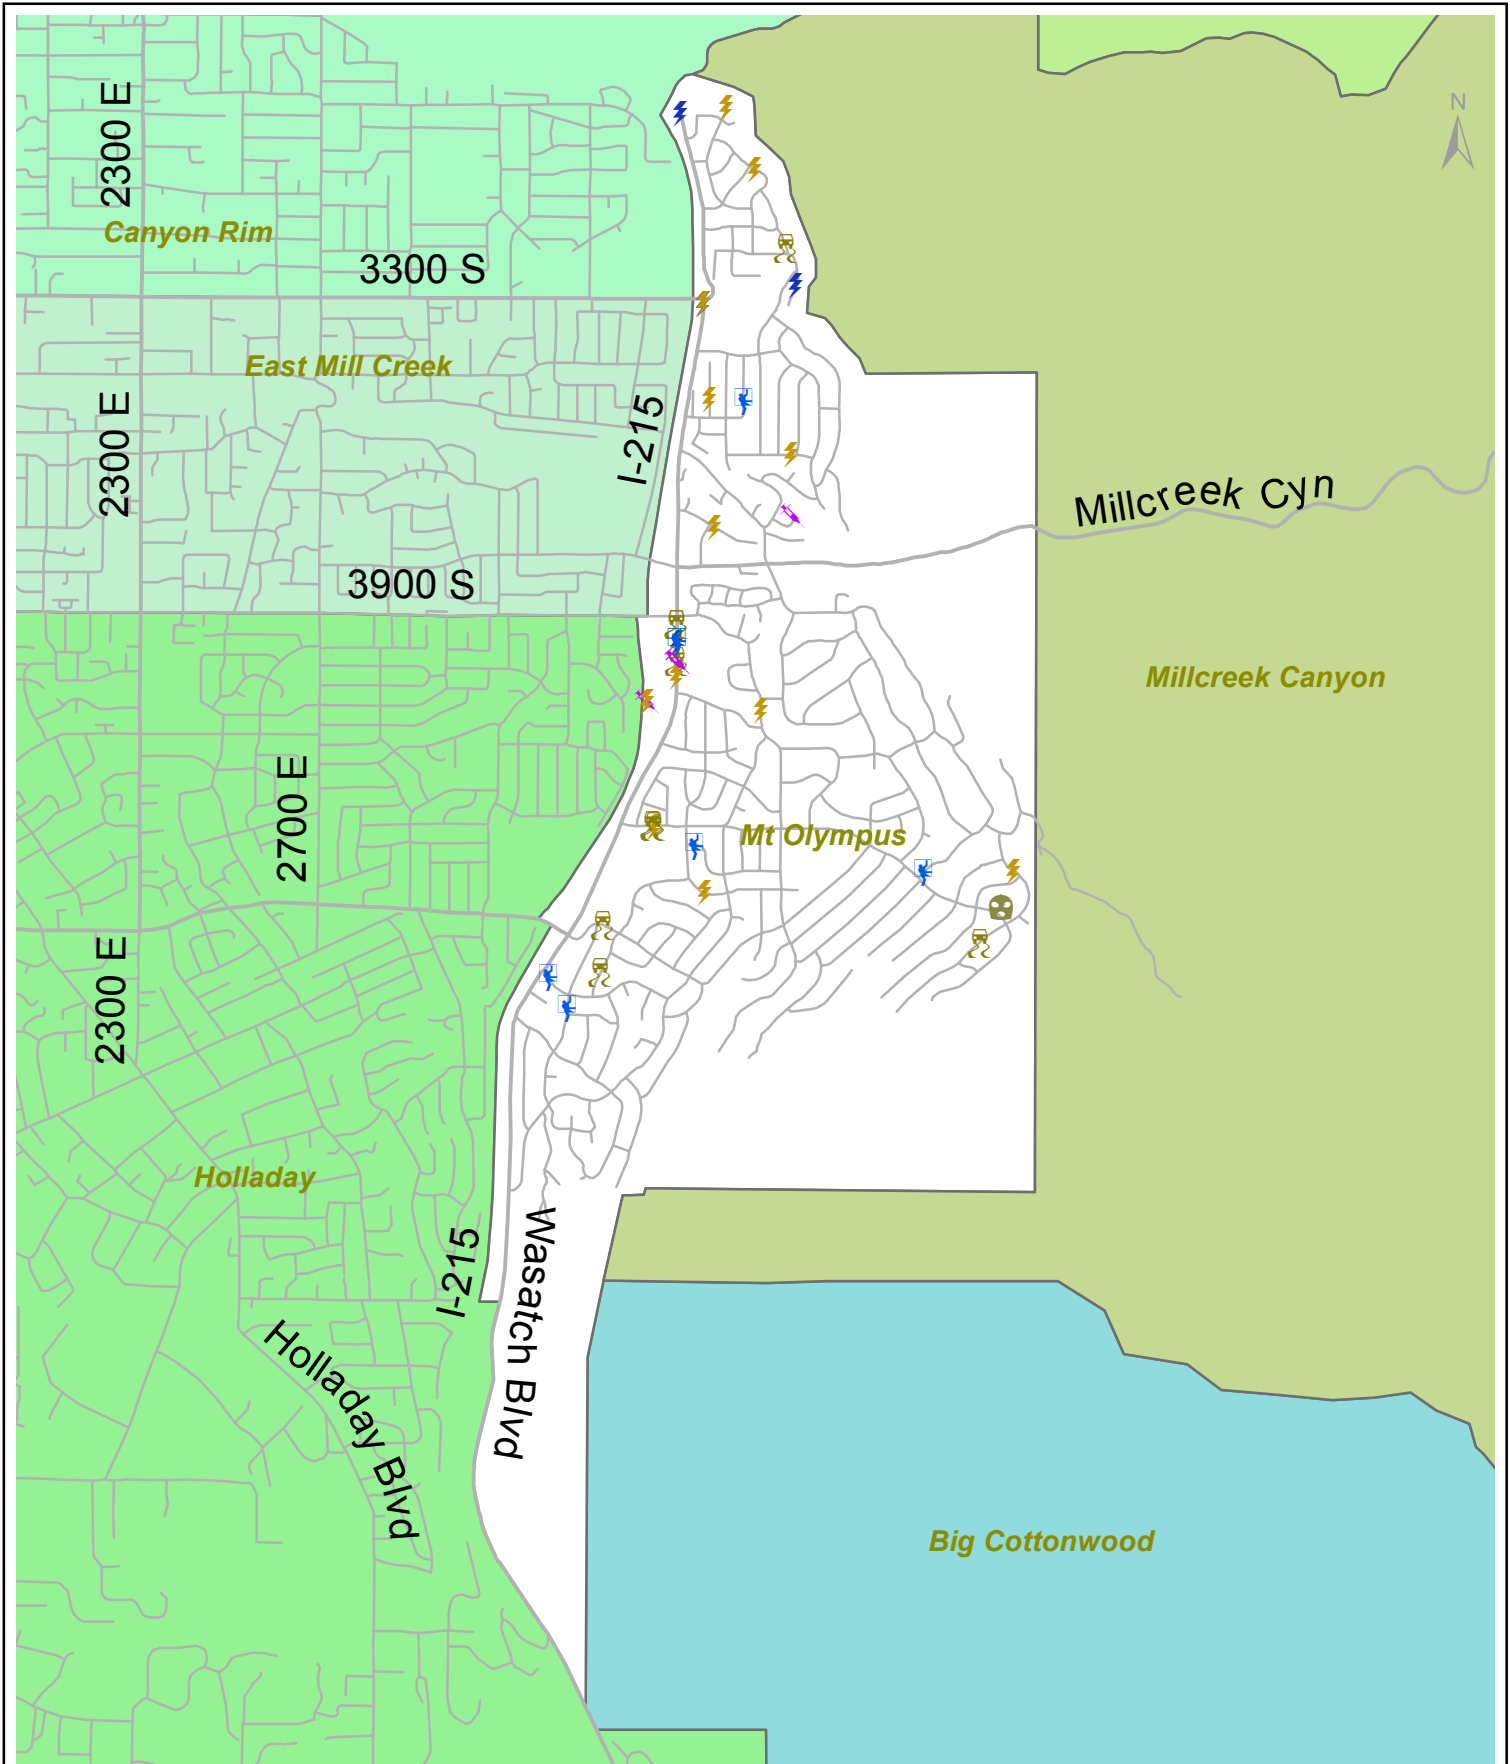 N
2300 E
Canyon Rim
3300 S
East Mill Creek
2300 E
I-215
Millcreek Cyn
3900 S
Millcreek Canyon
2700 E
Mt Olympus
2300 E
Holladay
I-215
Wasatch Blvd
Holladay Blvd
Big Cottonwood